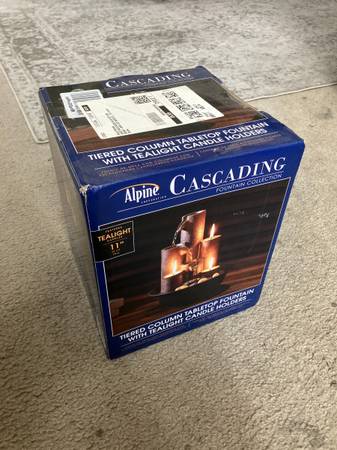 CASCADING
TIERED COLUMN TABLETOP FOUNTAIN
WITH TEALIGHT CANDLE HOLDERS
Alpine
CORPORATION
CASCADING
FOUNTAIN COLLECTION
TEALIGHT
11"
TIERED COLUMN TABLETOP FOUNTAIN
WITH TEALIGHT CANDLE HOLDERS